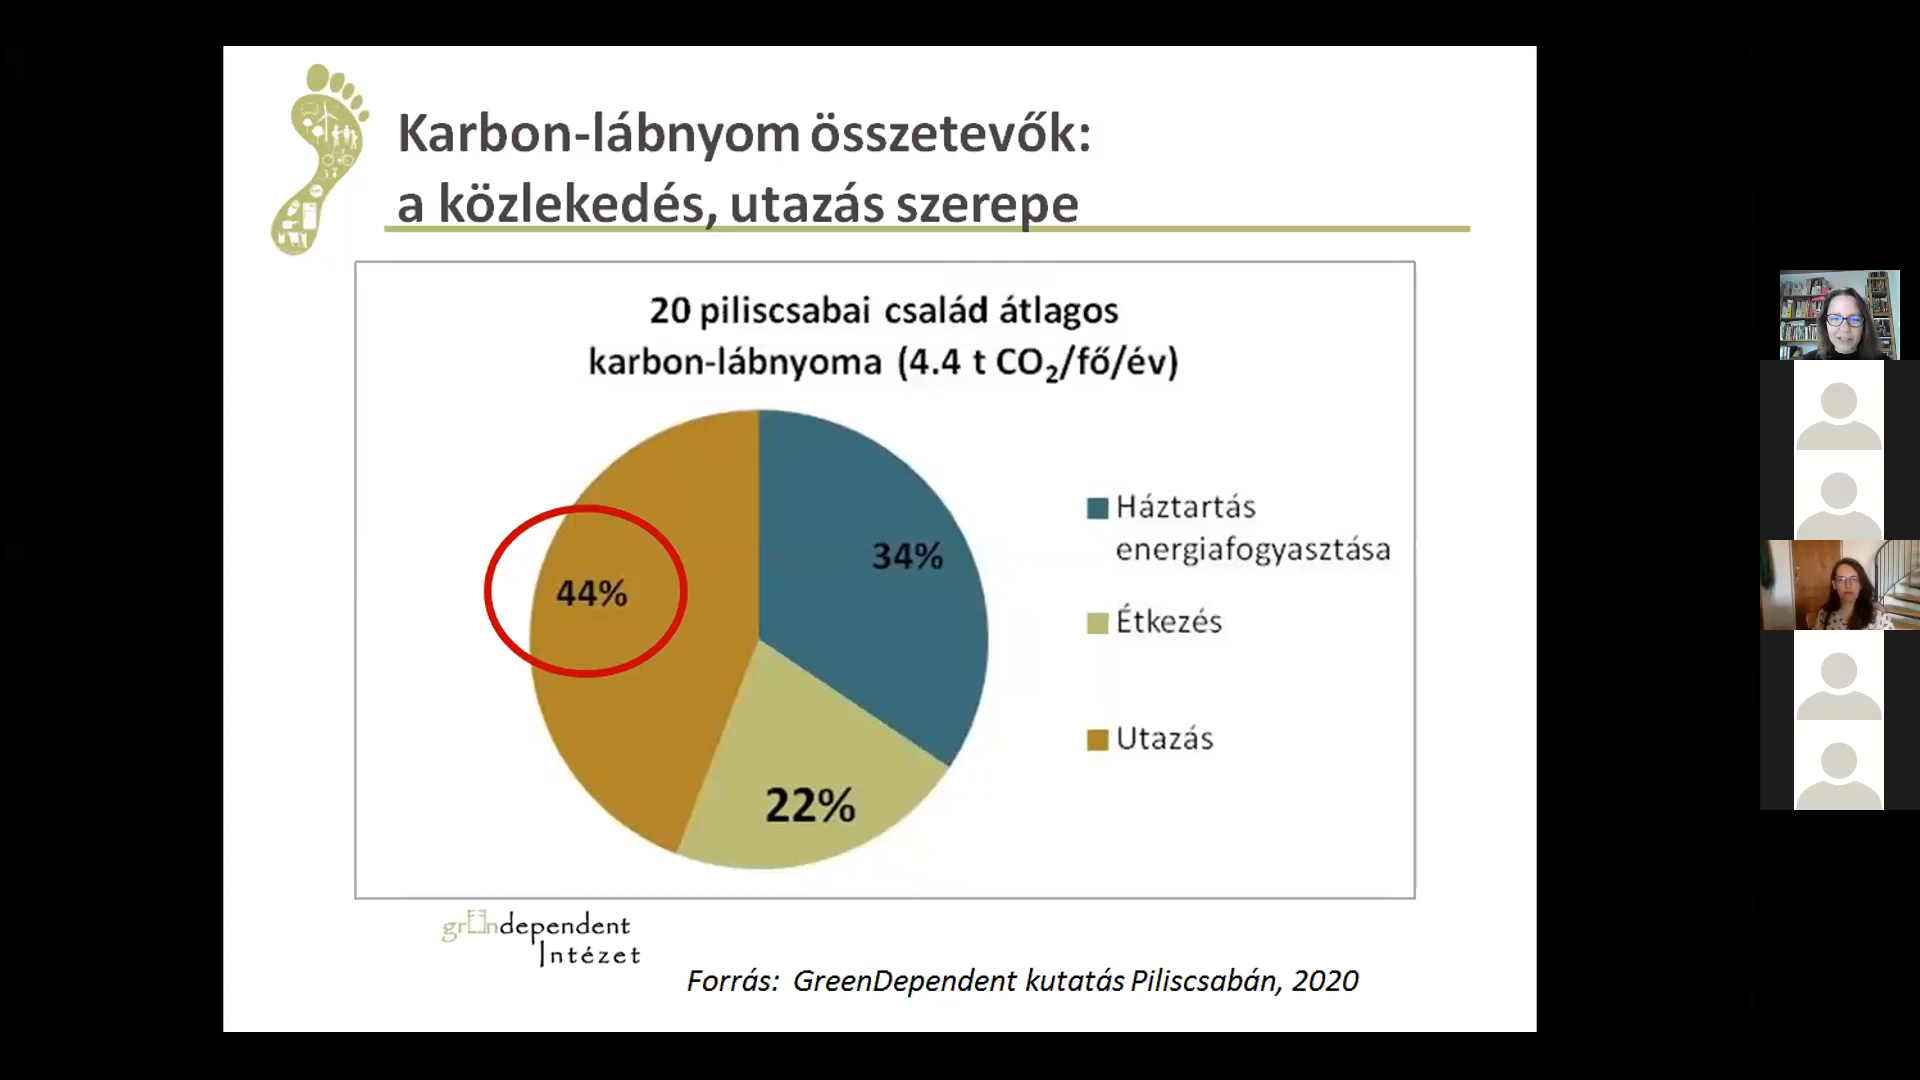 Karbon-lábnyom összetevők:
a közlekedés, utazás szerepe
20 piliscsabai család átlagos
karbon-lábnyoma (4.4 t CO₂/fő/év)
34%
44%
22%
Háztartás
energiafogyasztása
Étkezés
Utazás
greendependent
Intézet
Forrás: GreenDependent kutatás Piliscsabán, 2020